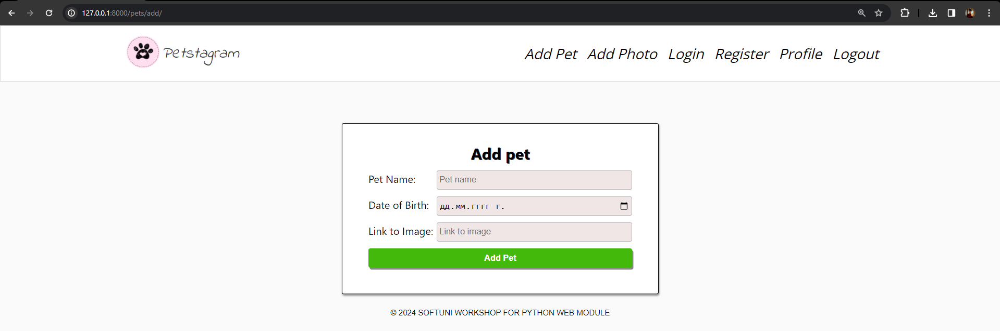 127.0.0.1:8000/pets/add/
Petstagram
Add Pet Add Photo Login Register Profile Logout
Add pet
Pet Name: Pet name
Date of Birth: дд.мм.гггг г.
Link to Image: Link to image
Add Pet
© 2024 SOFTUNI WORKSHOP FOR PYTHON WEB MODULE